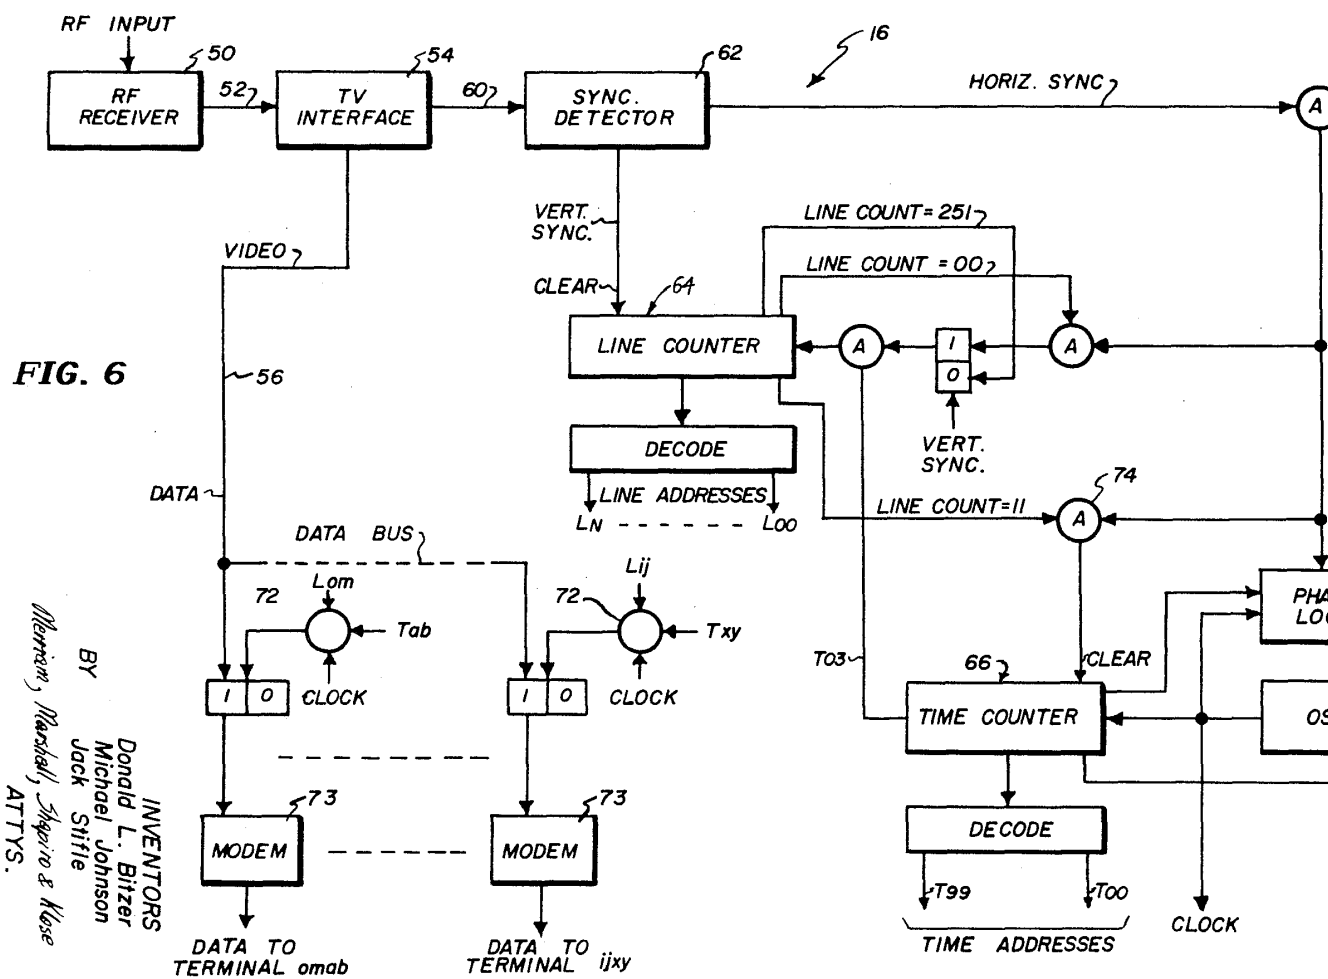 RF INPUT
50
54
62
16
RF
RECEIVER
52
TV
INTERFACE
60
SYNC.
DETECTOR
HORIZ. SYNC
A
VERT.
SYNC.
LINE COUNT = 251
VIDEO
LINE COUNT = 00
CLEAR
64
FIG. 6
LINE COUNTER
A
1
0
A
56
VERT.
SYNC.
DECODE
DATA
LINE ADDRESSES
LN
L00
LINE COUNT=11
74
A
DATA BUS
Lom
72
Tab
CLOCK
1
0
Lij
72
Txy
CLOCK
1
0
PHA
LOC
T03
66
CLEAR
TIME COUNTER
OS
73
MODEM
73
MODEM
DECODE
T99
T00
CLOCK
TIME ADDRESSES
DATA TO
TERMINAL omab
DATA TO
TERMINAL ijxy
INVENTORS
Donald L. Bitzer
Michael Johnson
Jack Stifle
BY
Merriam, Marshall, Shapiro & Klose
ATTYS.